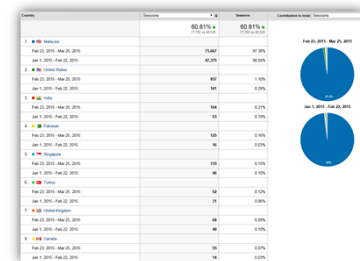 Country
Sessions
Sessions
Contribution to total: Sessions
60.81%
60.81%
1. Malaysia
Feb 23, 2015 - Mar 25, 2015 75,667 97.39%
Jan 1, 2015 - Feb 22, 2015 47,375
2. United States
Feb 23, 2015 - Mar 25, 2015 857 1.10%
Jan 1, 2015 - Feb 22, 2015 141 0.29%
3. India
Feb 23, 2015 - Mar 25, 2015 164 0.21%
Jan 1, 2015 - Feb 22, 2015 93 0.19%
4. Pakistan
Feb 23, 2015 - Mar 25, 2015 125 0.16%
Jan 1, 2015 - Feb 22, 2015 16 0.03%
5. Singapore
Feb 23, 2015 - Mar 25, 2015 119 0.15%
Jan 1, 2015 - Feb 22, 2015 46 0.10%
6. Turkey
Feb 23, 2015 - Mar 25, 2015 92 0.12%
Jan 1, 2015 - Feb 22, 2015 31 0.06%
7. United Kingdom
Feb 23, 2015 - Mar 25, 2015 68 0.09%
Jan 1, 2015 - Feb 22, 2015 48 0.10%
8. Canada
Feb 23, 2015 - Mar 25, 2015 55 0.07%
Jan 1, 2015 - Feb 22, 2015 14 0.03%
Feb 23, 2015 - Mar 25, 2015
Jan 1, 2015 - Feb 22, 2015